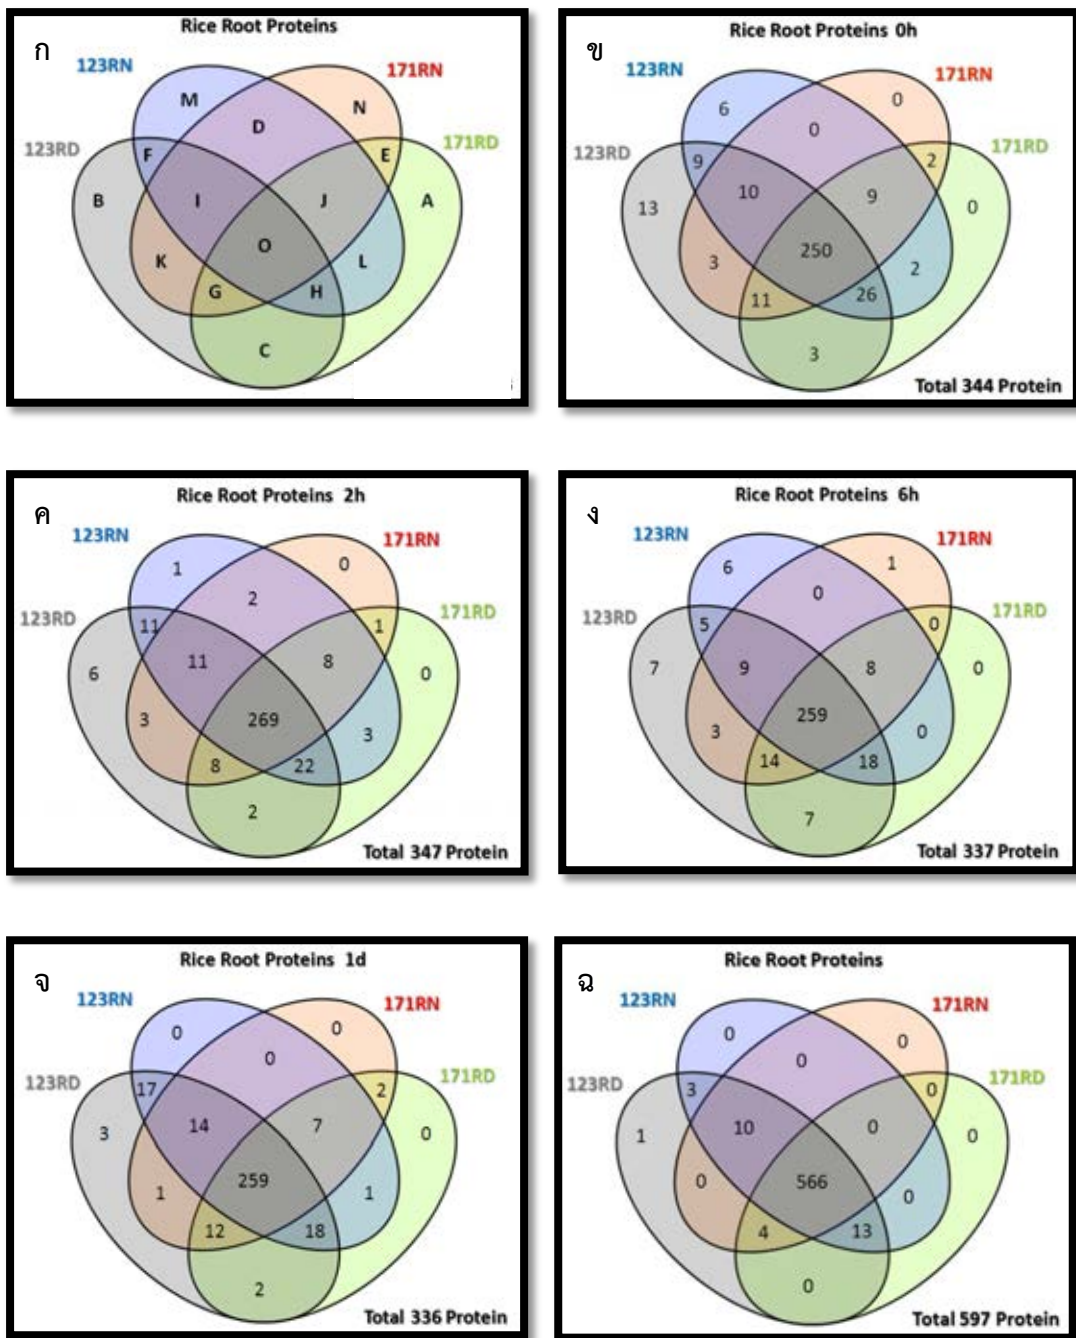 ก
Rice Root Proteins
123RN
171RN
123RD
171RD
M
D
N
F
E
B
I
J
A
O
K
L
G
H
C
ข
Rice Root Proteins 0h
123RN
171RN
123RD
171RD
6
0
0
9
2
13
10
9
0
250
3
2
11
26
3
Total 344 Protein
ค
Rice Root Proteins 2h
123RN
171RN
123RD
171RD
1
2
0
11
1
6
11
8
0
269
3
3
8
22
2
Total 347 Protein
ง
Rice Root Proteins 6h
123RN
171RN
123RD
171RD
6
0
1
5
0
7
9
8
0
259
3
0
14
18
7
Total 337 Protein
จ
Rice Root Proteins 1d
123RN
171RN
123RD
171RD
0
0
0
17
2
3
14
7
0
259
1
1
12
18
2
Total 336 Protein
ฉ
Rice Root Proteins
123RN
171RN
123RD
171RD
0
0
0
3
0
1
10
0
0
566
0
0
4
13
0
Total 597 Protein